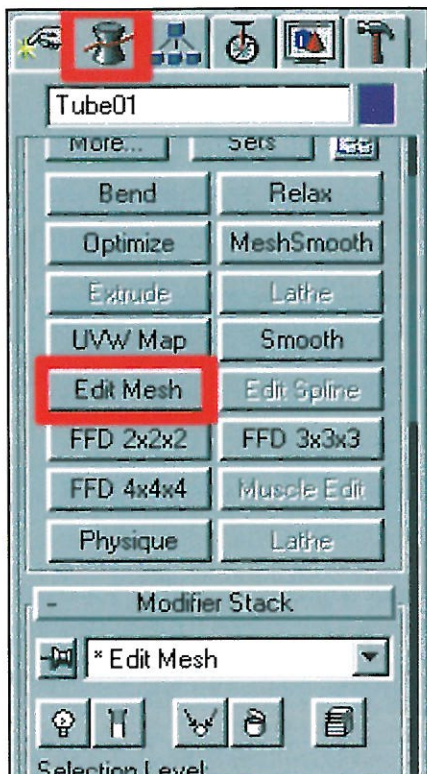 Tube01
More... Sets
Bend Relax
Optimize MeshSmooth
Extrude Lathe
UVW Map Smooth
Edit Mesh Edit Spline
FFD 2x2x2 FFD 3x3x3
FFD 4x4x4 Muscle Edit
Physique Lathe
- Modifier Stack
* Edit Mesh
Selection Level: